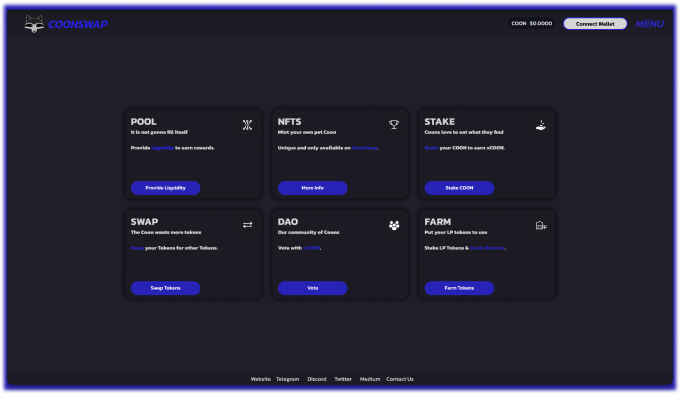 COONSWAP
COON $0.0000
Connect Wallet
MENU
POOL
It is not gonna fill itself
Provide Liquidity to earn rewards.
Provide Liquidity
NFTS
Mint your own pet Coon
Unique and only available on CoonSwap.
More Info
STAKE
Coons love to eat what they find
Stake your COON to earn xCOON.
Stake COON
SWAP
The Coon wants more tokens
Swap your Tokens for other Tokens.
Swap Tokens
DAO
Our community of Coons
Vote with xCOON.
Vote
FARM
Put your LP tokens to use
Stake LP Tokens &
Farm Tokens
Website Telegram Discord Twitter Medium Contact Us